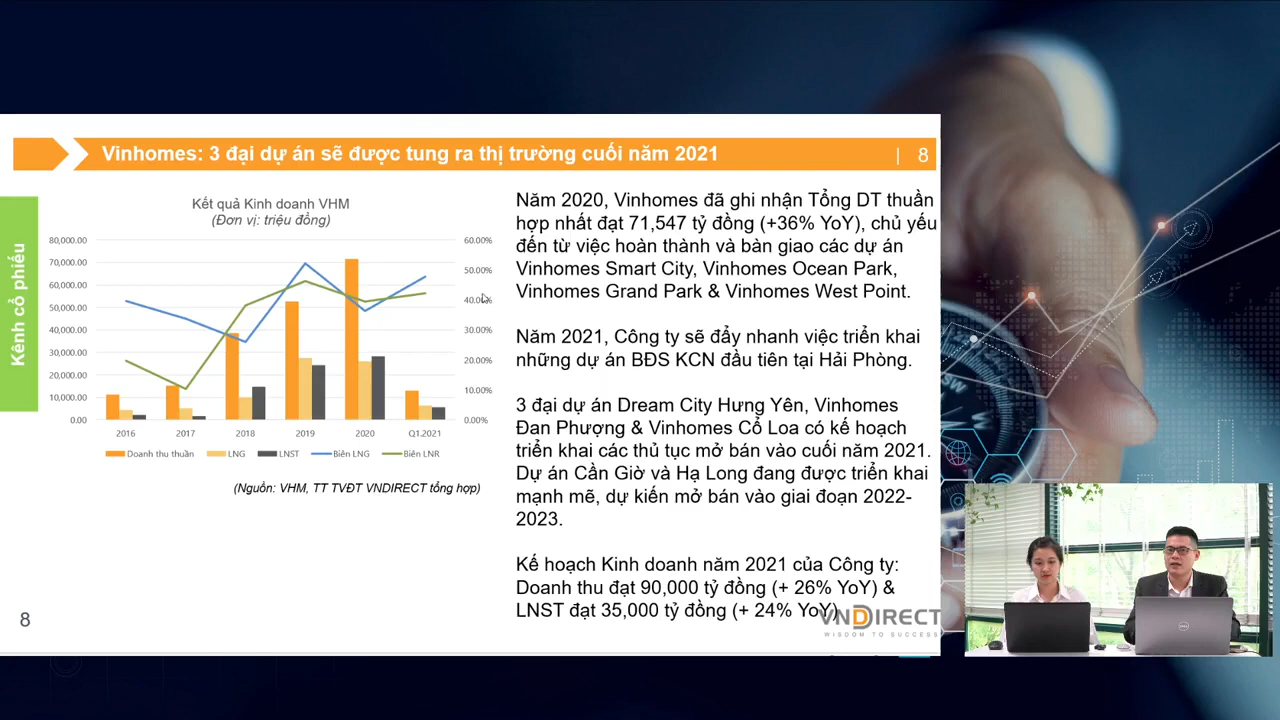 Vinhomes: 3 đại dự án sẽ được tung ra thị trường cuối năm 2021
| 8
Kênh cổ phiếu
Kết quả Kinh doanh VHM
(Đơn vị: triệu đồng)
80,000.00
70,000.00
60,000.00
50,000.00
40,000.00
30,000.00
20,000.00
10,000.00
0.00
60.00%
50.00%
40.00%
30.00%
20.00%
10.00%
0.00%
2016 2017 2018 2019 2020 Q1.2021
Doanh thu thuần LNG LNST Biên LNG Biên LNR
(Nguồn: VHM, TT TVĐT VNDIRECT tổng hợp)
Năm 2020, Vinhomes đã ghi nhận Tổng DT thuần
hợp nhất đạt 71,547 tỷ đồng (+36% YoY), chủ yếu
đến từ việc hoàn thành và bàn giao các dự án
Vinhomes Smart City, Vinhomes Ocean Park,
Vinhomes Grand Park & Vinhomes West Point.
Năm 2021, Công ty sẽ đẩy nhanh việc triển khai
những dự án BĐS KCN đầu tiên tại Hải Phòng.
3 đại dự án Dream City Hưng Yên, Vinhomes
Đan Phượng & Vinhomes Cổ Loa có kế hoạch
triển khai các thủ tục mở bán vào cuối năm 2021.
Dự án Cần Giờ và Hạ Long đang được triển khai
mạnh mẽ, dự kiến mở bán vào giai đoạn 2022-
2023.
Kế hoạch Kinh doanh năm 2021 của Công ty:
Doanh thu đạt 90,000 tỷ đồng (+ 26% YoY) &
LNST đạt 35,000 tỷ đồng (+ 24% YoY)
8
VNDIRECT
WISDOM TO SUCCESS
DELL